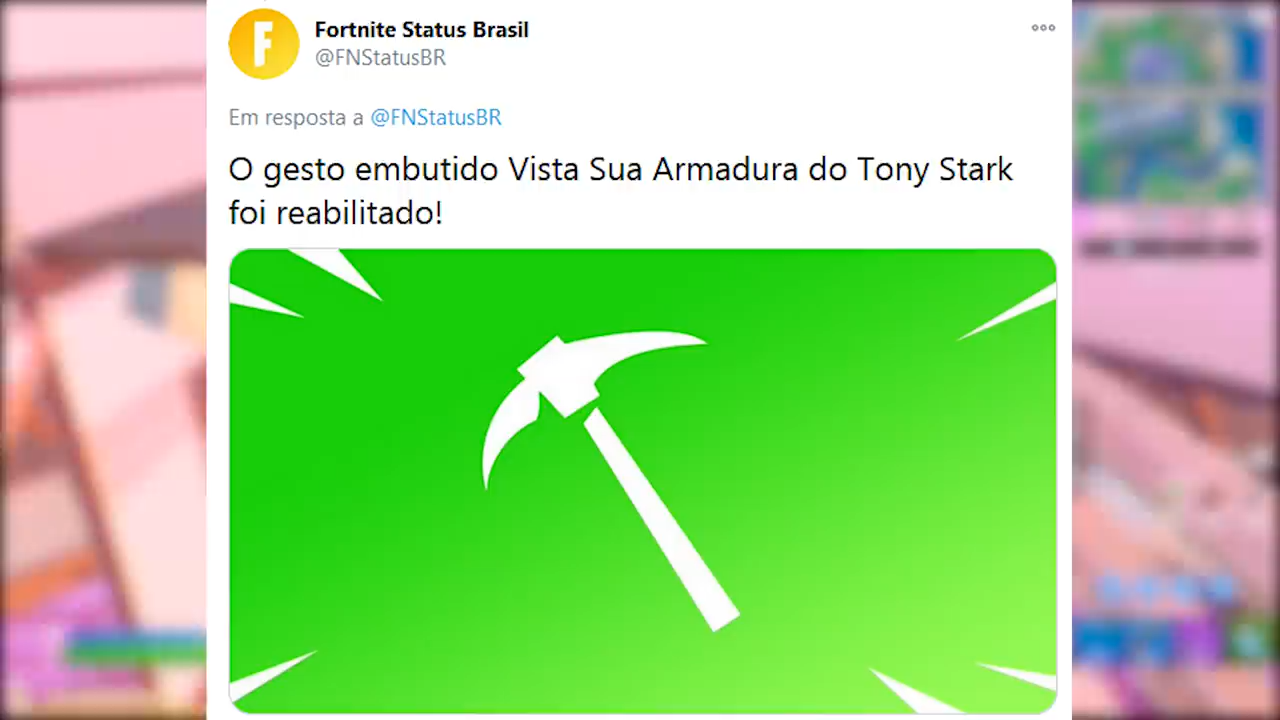 Fortnite Status Brasil
@FNStatusBR
Em resposta a @FNStatusBR
O gesto embutido Vista Sua Armadura do Tony Stark
foi reabilitado!